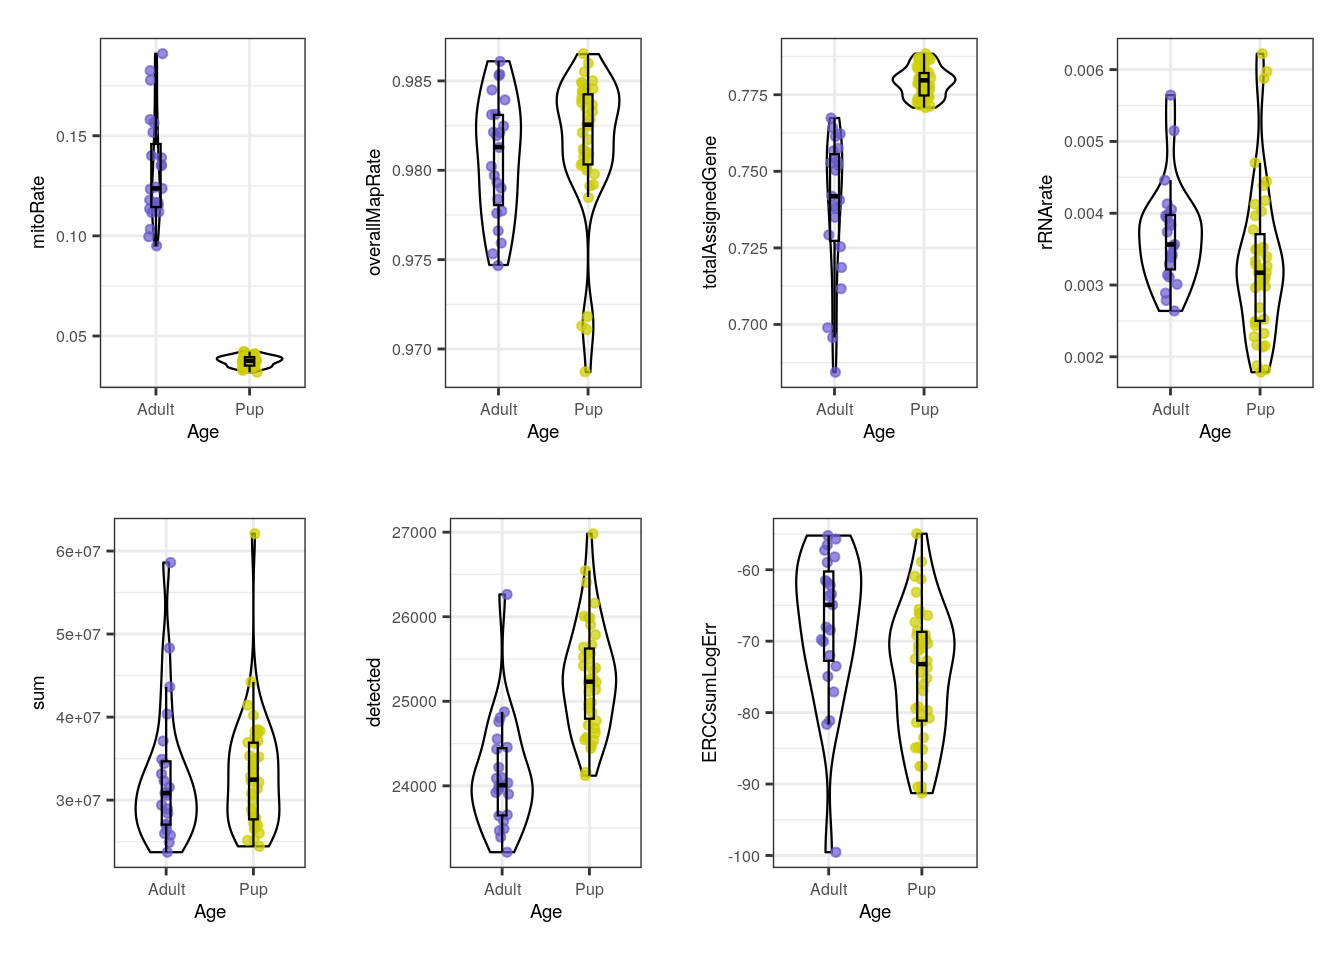 mitoRate
0.15
0.10
0.05
Adult Pup
Age
overallMapRate
0.985
0.980
0.975
0.970
Adult Pup
Age
totalAssignedGene
0.775
0.750
0.725
0.700
Adult Pup
Age
rRNArate
0.006
0.005
0.004
0.003
0.002
Adult Pup
Age
sum
6e+07
5e+07
4e+07
3e+07
Adult Pup
Age
detected
27000
26000
25000
24000
Adult Pup
Age
ERCCsumLogErr
-60
-70
-80
-90
-100
Adult Pup
Age